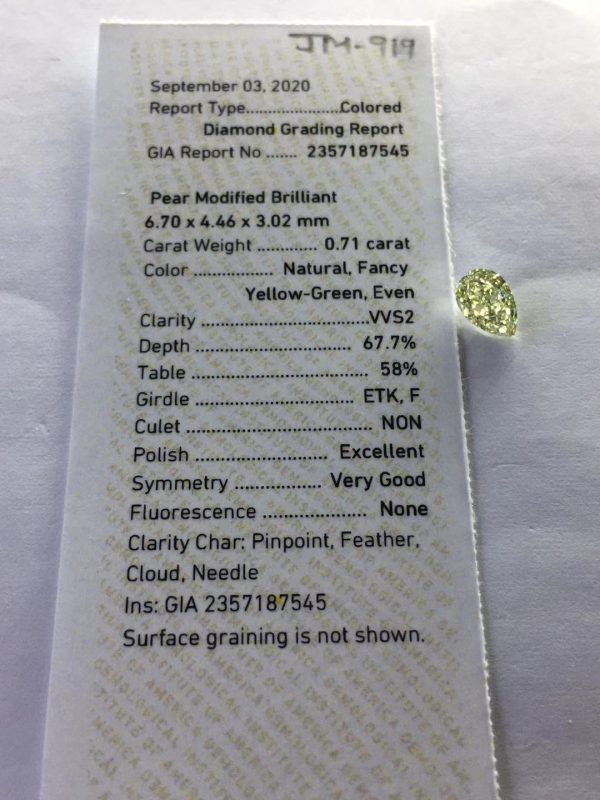 JM-919
September 03, 2020
Report Type......................Colored
Diamond Grading Report
GIA Report No ....... 2357187545
Pear Modified Brilliant
6.70 x 4.46 x 3.02 mm
Carat Weight ............. 0.71 carat
Color .................. Natural, Fancy
Yellow-Green, Even
Clarity ....................................VVS2
Depth ................................. 67.7%
Table ..................................... 58%
Girdle .................................. ETK, F
Culet ........................................ NON
Polish ............................ Excellent
Symmetry .................. Very Good
Fluorescence ...................... None
Clarity Char: Pinpoint, Feather,
Cloud, Needle
Ins: GIA 2357187545
Surface graining is not shown.